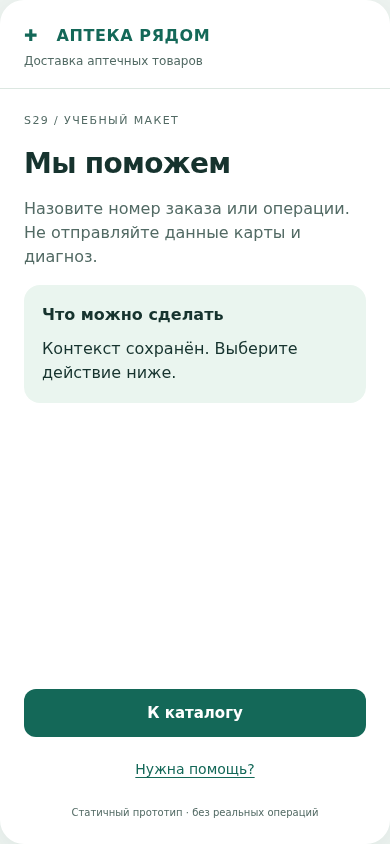 ✚ АПТЕКА РЯДОМ
Доставка аптечных товаров
S29 / УЧЕБНЫЙ МАКЕТ
Мы поможем
Назовите номер заказа или операции.
Не отправляйте данные карты и
диагноз.
Что можно сделать
Контекст сохранён. Выберите
действие ниже.
К каталогу
Нужна помощь?
Статичный прототип · без реальных операций